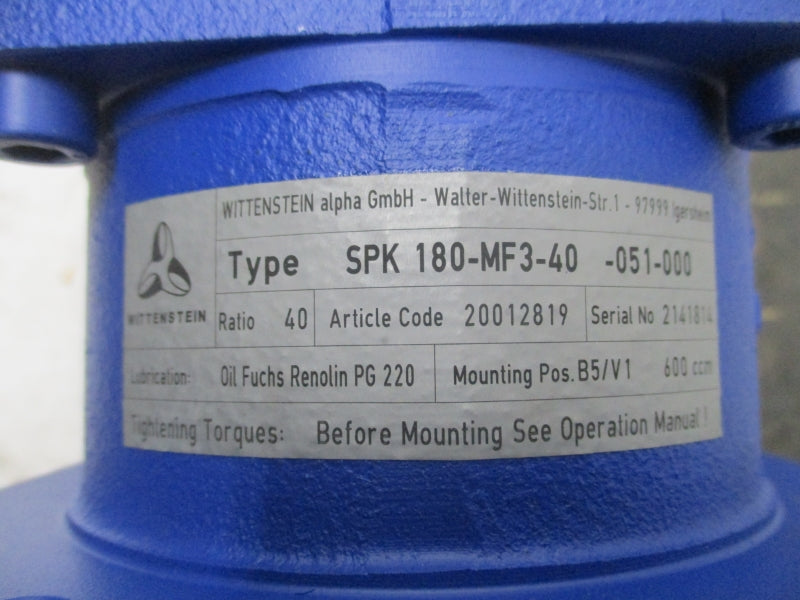 WITTENSTEIN alpha GmbH - Walter-Wittenstein-Str.1 - 97999 Igersheim
Type SPK 180-MF3-40 -051-000
WITTENSTEIN
Ratio 40 Article Code 20012819 Serial No 2141814
Lubrication: Oil Fuchs Renolin PG 220 Mounting Pos. B5/V1 600 ccm
Tightening Torques: Before Mounting See Operation Manual !